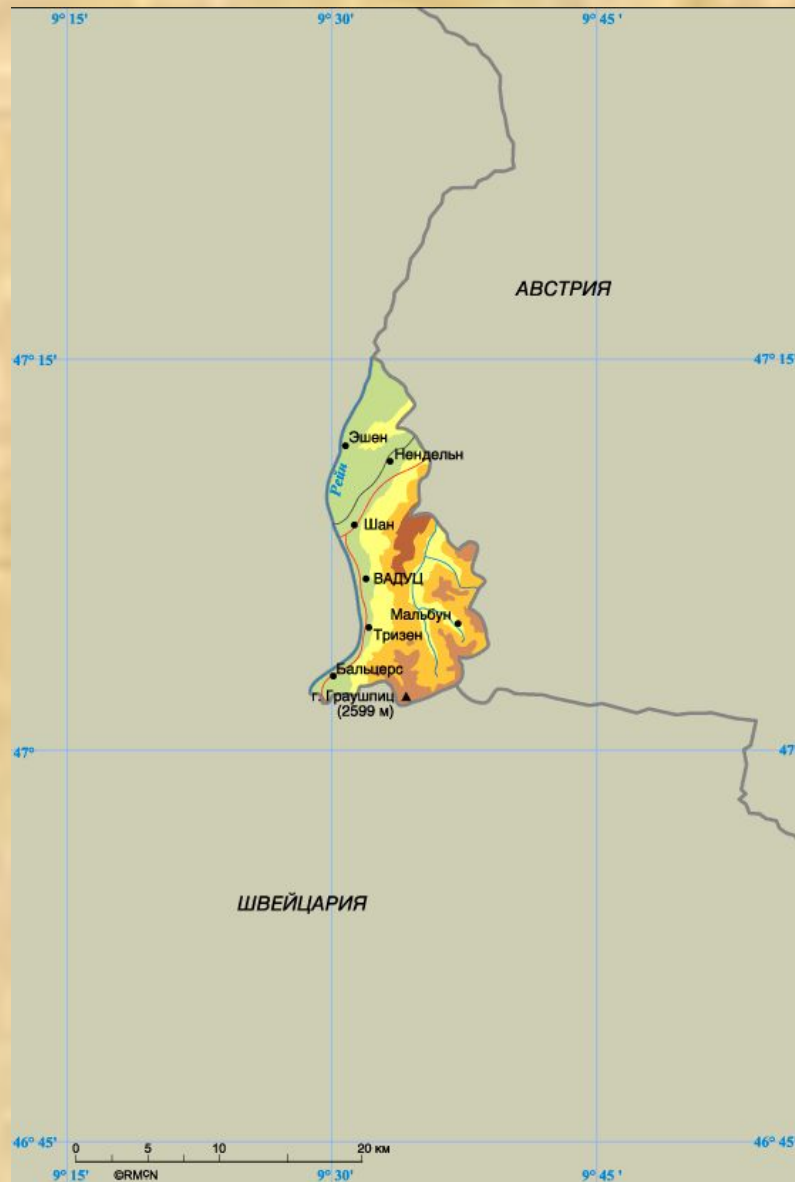 9° 15'
9° 30'
9° 45'
АВСТРИЯ
47° 15'
47° 15'
Эшен
Нендельн
Рейн
Шан
ВАДУЦ
Мальбун
Тризен
Бальцерс
г. Граушпиц
(2599 м)
47°
47
ШВЕЙЦАРИЯ
46° 45'
46° 45'
0 5 10 20 км
©RMCN
9° 15'
9° 30'
9° 45'